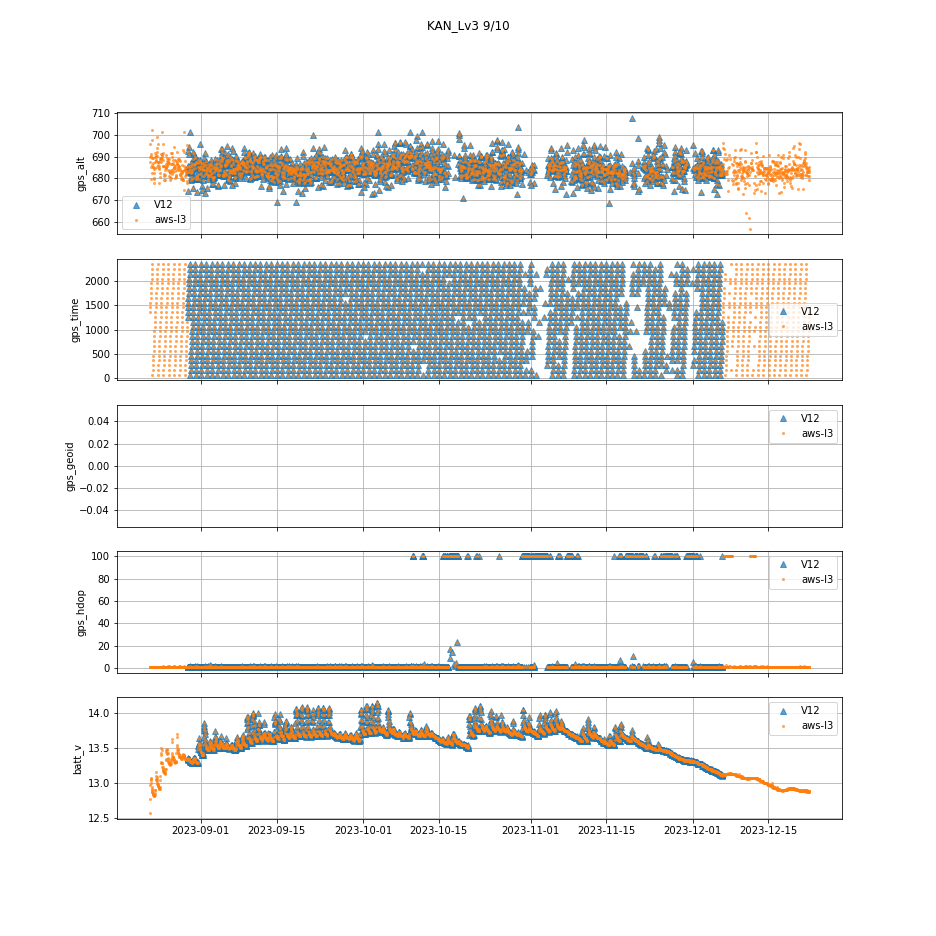 KAN_Lv3 9/10
710
700
690
680
670
660
gps_alt
V12
aws-l3
2000
1500
1000
500
0
gps_time
V12
aws-l3
0.04
0.02
0.00
−0.02
−0.04
gps_geoid
V12
aws-l3
100
80
60
40
20
0
gps_hdop
V12
aws-l3
14.0
13.5
13.0
12.5
batt_v
V12
aws-l3
2023-09-01 2023-09-15 2023-10-01 2023-10-15 2023-11-01 2023-11-15 2023-12-01 2023-12-15